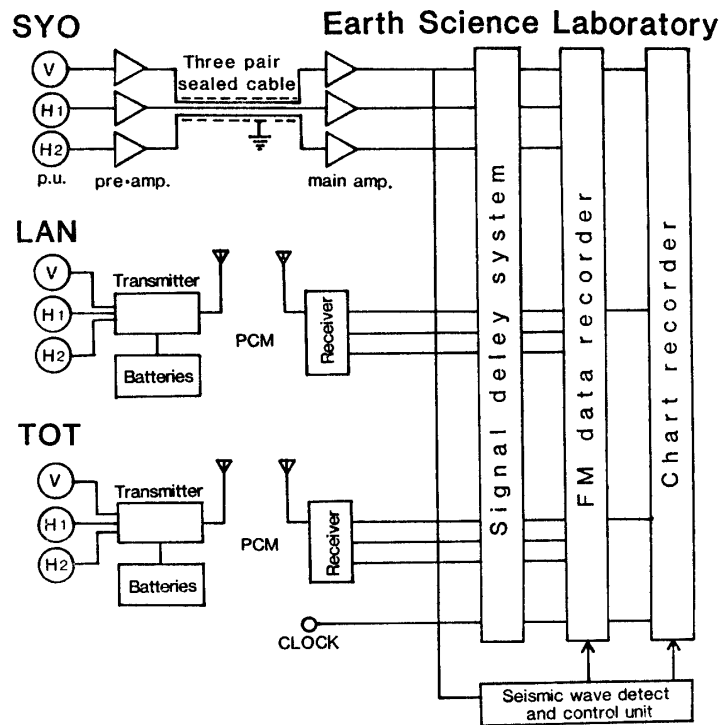 SYO
Earth Science Laboratory
V
H1
H2
p.u.
pre•amp.
Three pair
sealed cable
main amp.
LAN
V
H1
H2
Transmitter
Batteries
PCM
Receiver
TOT
V
H1
H2
Transmitter
Batteries
PCM
Receiver
CLOCK
Signal deley system
FM data recorder
Chart recorder
Seismic wave detect
and control unit